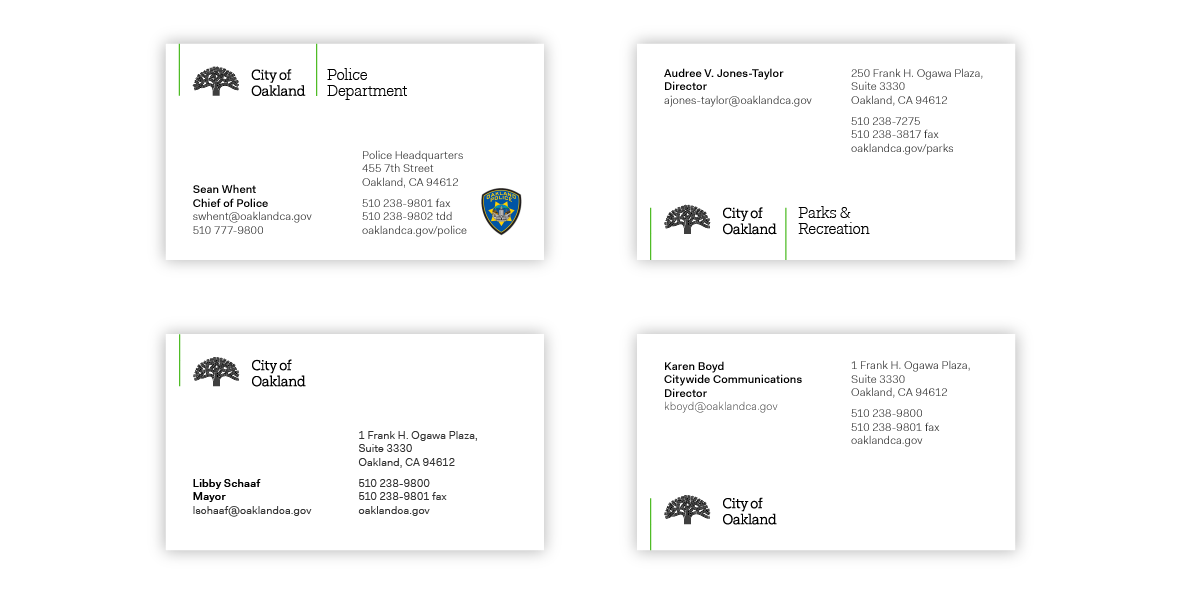 City of
Oakland
Police
Department
Police Headquarters
455 7th Street
Oakland, CA 94612
Sean Whent
Chief of Police
swhent@oaklandca.gov
510 777-9800
510 238-9801 fax
510 238-9802 tdd
oaklandca.gov/police
OAKLAND
POLICE
Audree V. Jones-Taylor
Director
ajones-taylor@oaklandca.gov
250 Frank H. Ogawa Plaza,
Suite 3330
Oakland, CA 94612
510 238-7275
510 238-3817 fax
oaklandca.gov/parks
City of
Oakland
Parks &
Recreation
City of
Oakland
1 Frank H. Ogawa Plaza,
Suite 3330
Oakland, CA 94612
Libby Schaaf
Mayor
lschaaf@oaklandca.gov
510 238-9800
510 238-9801 fax
oaklandca.gov
Karen Boyd
Citywide Communications
Director
kboyd@oaklandca.gov
1 Frank H. Ogawa Plaza,
Suite 3330
Oakland, CA 94612
510 238-9800
510 238-9801 fax
oaklandca.gov
City of
Oakland